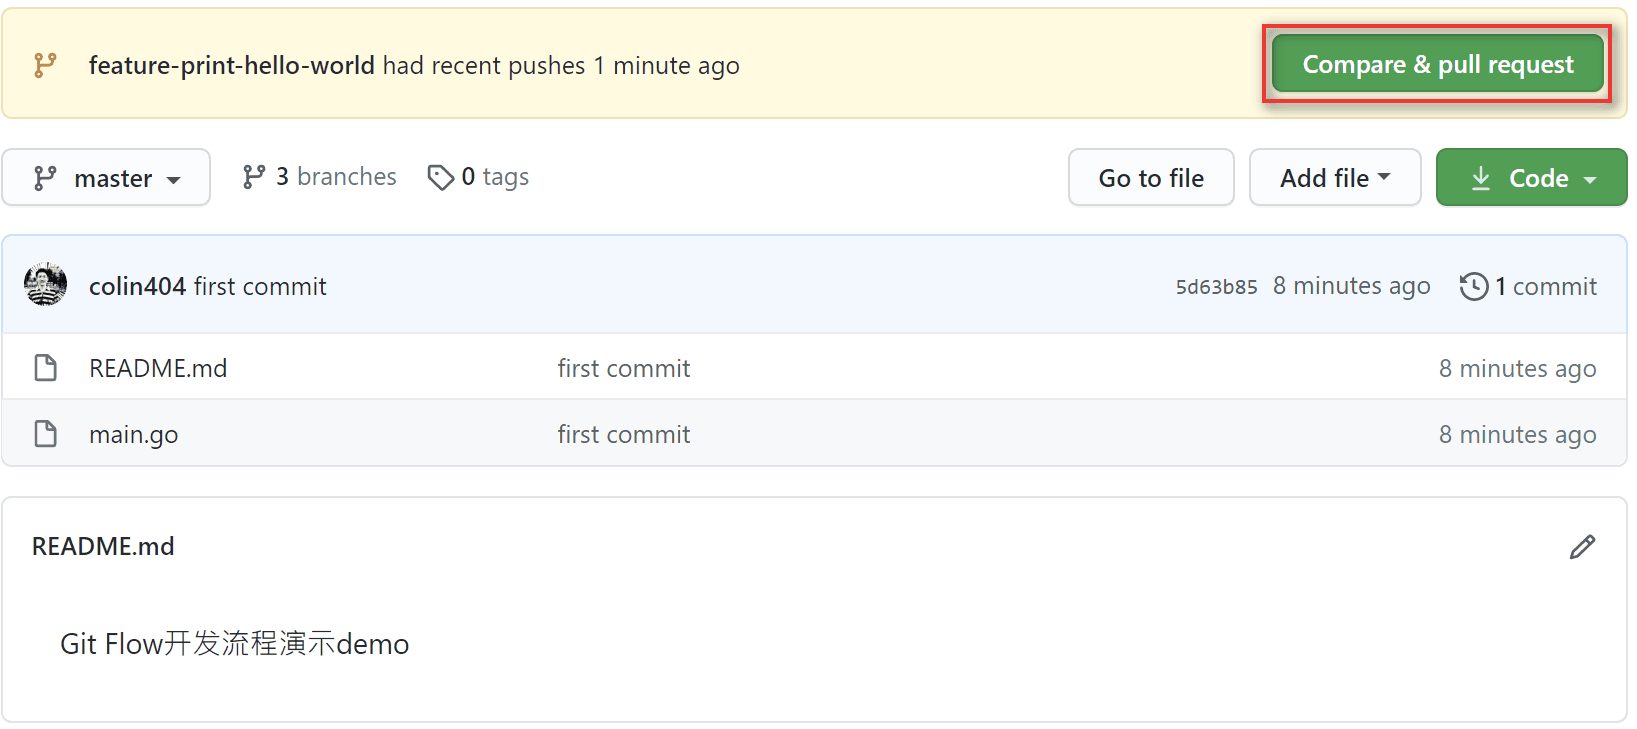 feature-print-hello-world had recent pushes 1 minute ago Compare & pull request
master 3 branches 0 tags Go to file Add file Code
colin404 first commit 5d63b85 8 minutes ago 1 commit
README.md first commit 8 minutes ago
main.go first commit 8 minutes ago
README.md
Git Flow开发流程演示demo